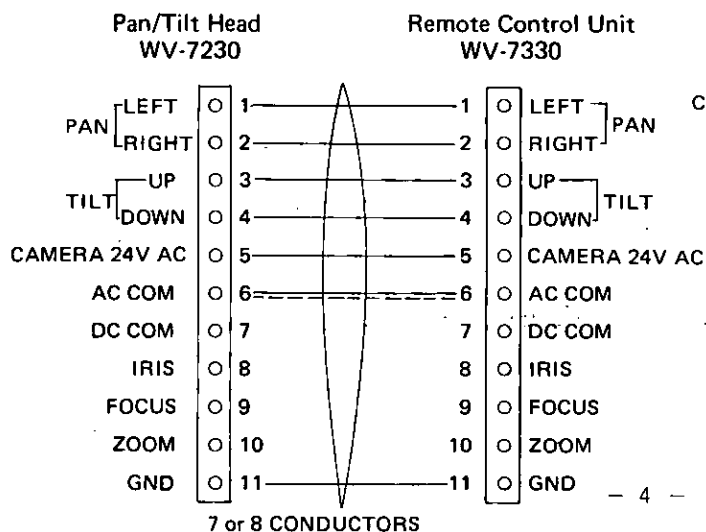 Pan/Tilt Head
WV-7230
Remote Control Unit
WV-7330
PAN
LEFT 1 1 LEFT
RIGHT 2 2 RIGHT
PAN
C
TILT
UP 3 3 UP
DOWN 4 4 DOWN
TILT
CAMERA 24V AC 5 5 CAMERA 24V AC
AC COM 6 6 AC COM
DC COM 7 7 DC COM
IRIS 8 8 IRIS
FOCUS 9 9 FOCUS
ZOOM 10 10 ZOOM
GND 11 11 GND
- 4 -
7 or 8 CONDUCTORS